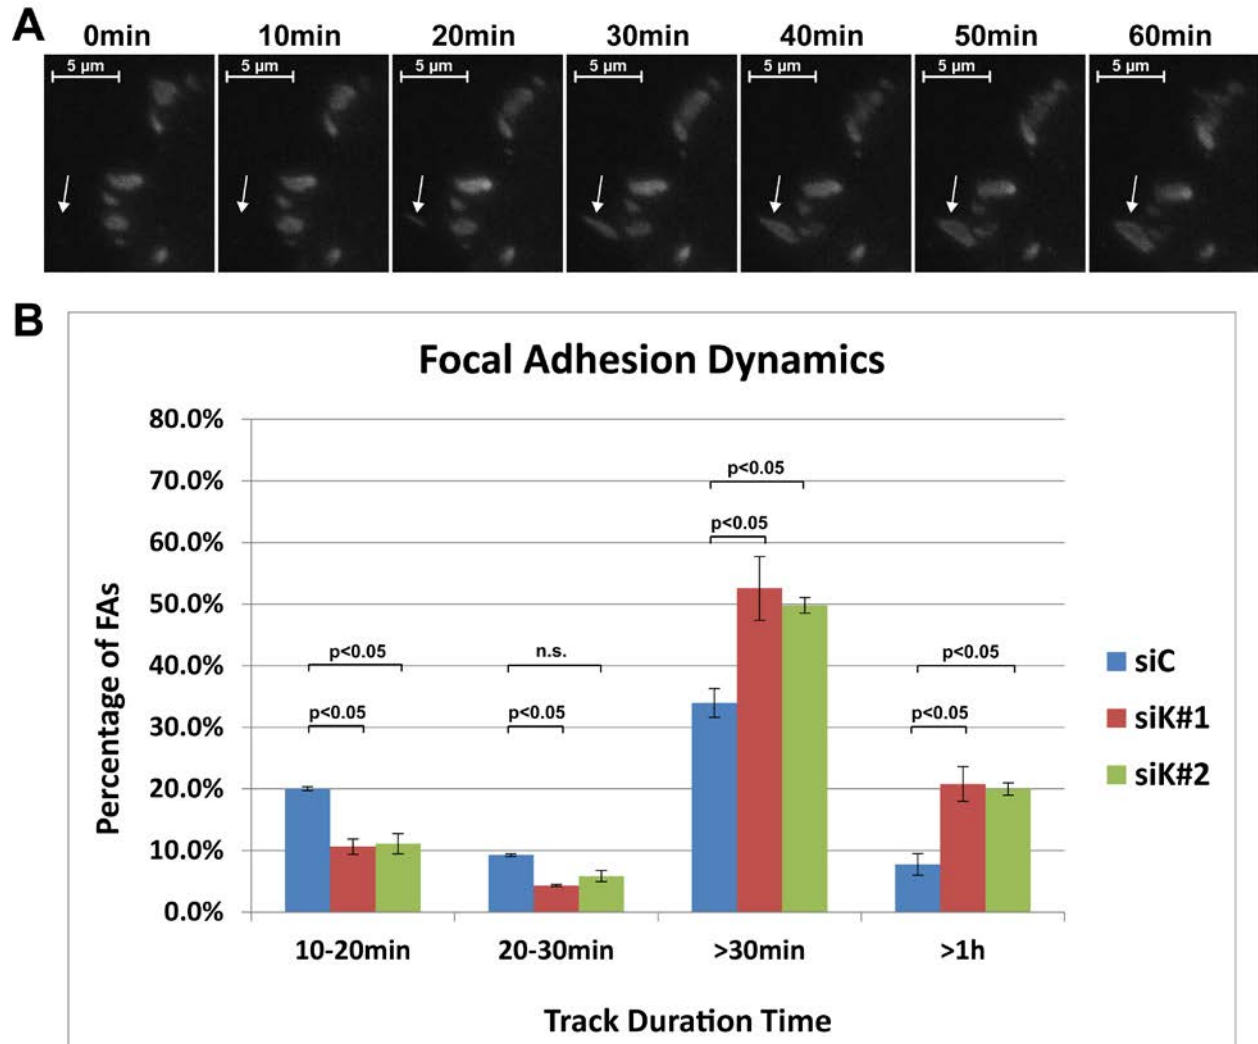 A
0min 10min 20min 30min 40min 50min 60min
5 µm 5 µm 5 µm 5 µm 5 µm 5 µm 5 µm
B
Focal Adhesion Dynamics
80.0%
70.0%
60.0%
50.0%
40.0%
30.0%
20.0%
10.0%
0.0%
Percentage of FAs
p<0.05
p<0.05
n.s.
p<0.05
p<0.05
p<0.05
p<0.05
p<0.05
siC
siK#1
siK#2
10-20min 20-30min >30min >1h
Track Duration Time